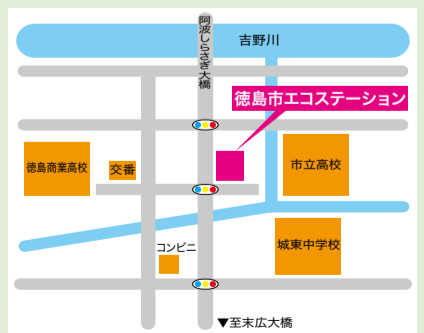 吉野川
阿波しらさぎ大橋
徳島市エコステーション
徳島商業高校
交番
市立高校
コンビニ
城東中学校
▼至末広大橋